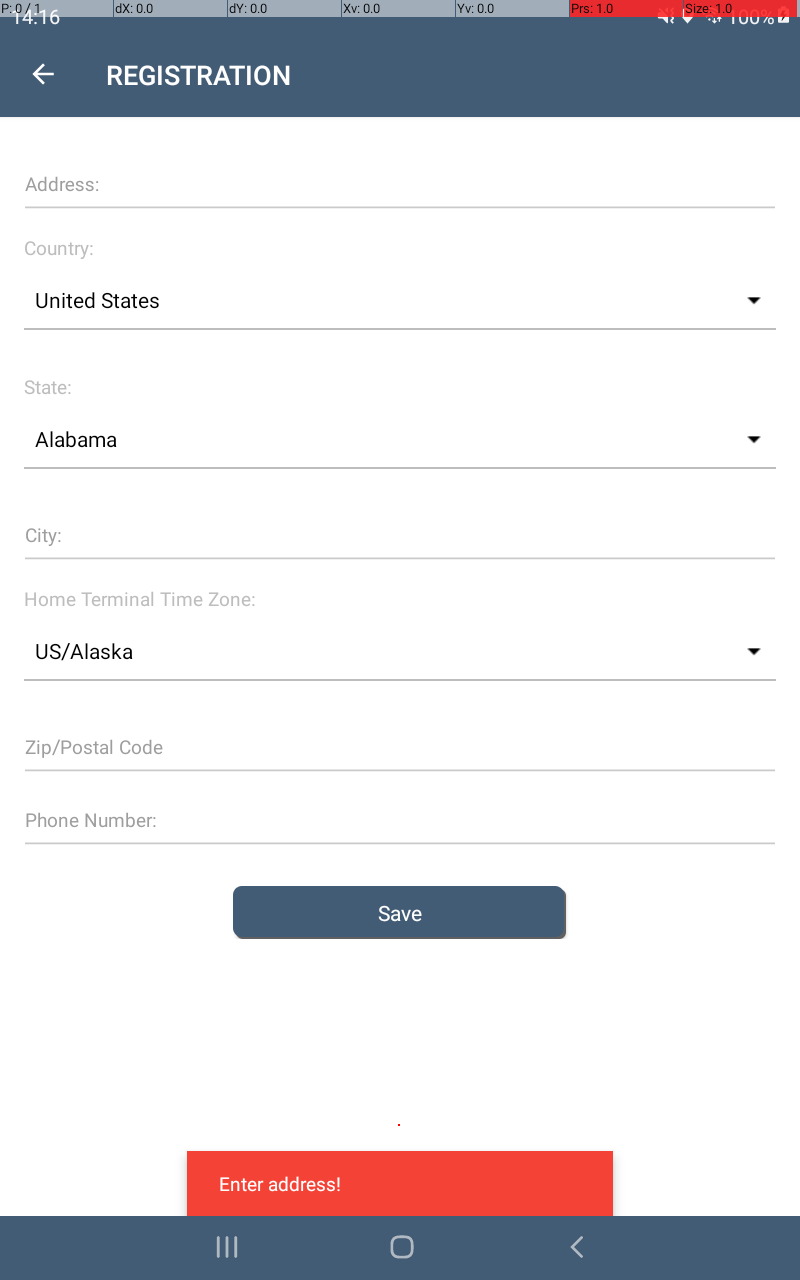 P: 0 / 1 dX: 0.0 dY: 0.0 Xv: 0.0 Yv: 0.0 Prs: 1.0 Size: 1.0
14:16 100%
REGISTRATION
Address:
Country:
United States
State:
Alabama
City:
Home Terminal Time Zone:
US/Alaska
Zip/Postal Code
Phone Number:
Save
Enter address!